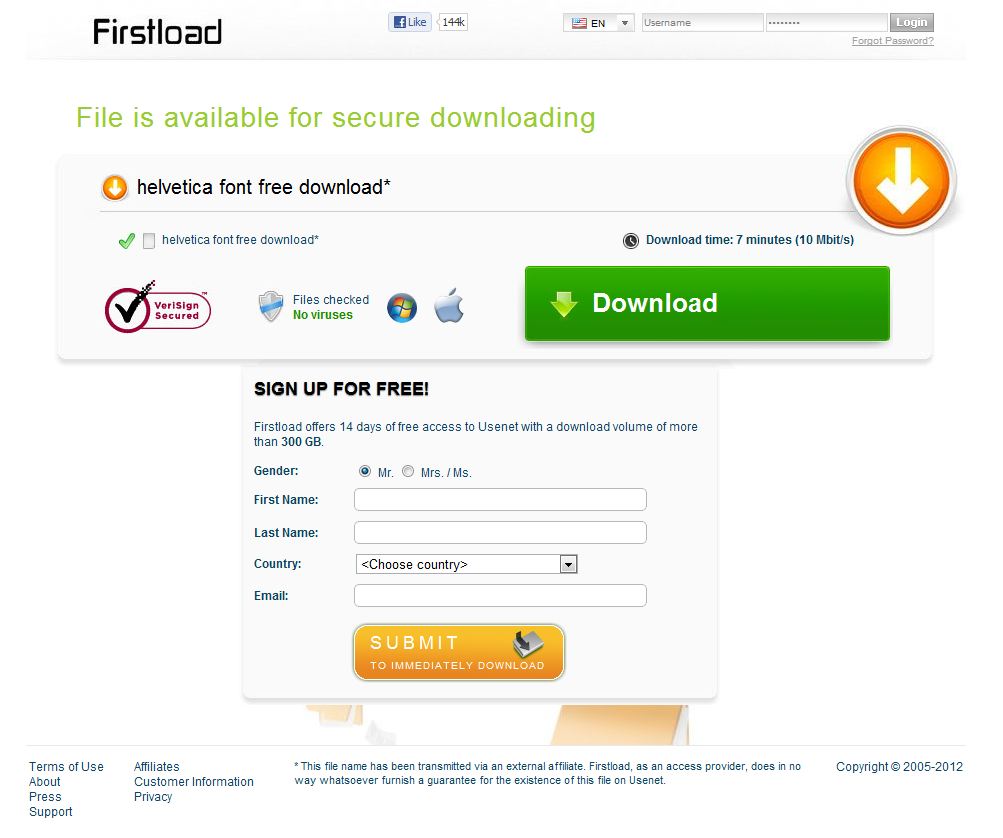 Firstload
Like 144k
EN
Username
Login
Forgot Password?
File is available for secure downloading
helvetica font free download*
helvetica font free download*
Download time: 7 minutes (10 Mbit/s)
VeriSign™
Secured
Files checked
No viruses
Download
SIGN UP FOR FREE!
Firstload offers 14 days of free access to Usenet with a download volume of more
than 300 GB.
Gender: Mr. Mrs. / Ms.
First Name:
Last Name:
Country: <Choose country>
Email:
SUBMIT
TO IMMEDIATELY DOWNLOAD
Terms of Use
About
Press
Support
Affiliates
Customer Information
Privacy
* This file name has been transmitted via an external affiliate. Firstload, as an access provider, does in no
way whatsoever furnish a guarantee for the existence of this file on Usenet.
Copyright © 2005-2012